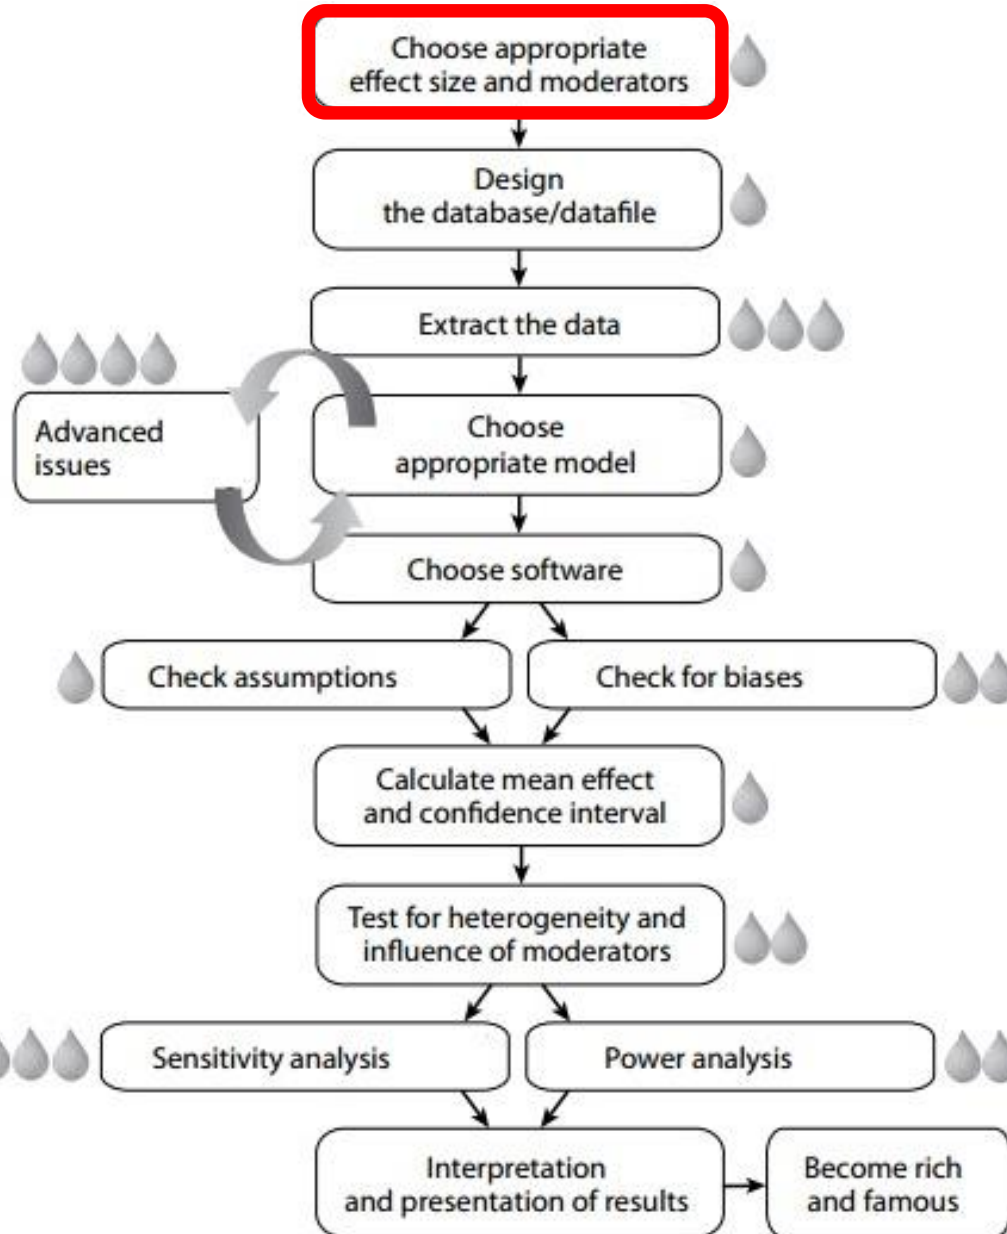 Choose appropriate
effect size and moderators
Design
the database/datafile
Extract the data
Advanced
issues
Choose
appropriate model
Choose software
Check assumptions
Check for biases
Calculate mean effect
and confidence interval
Test for heterogeneity and
influence of moderators
Sensitivity analysis
Power analysis
Interpretation
and presentation of results
Become rich
and famous